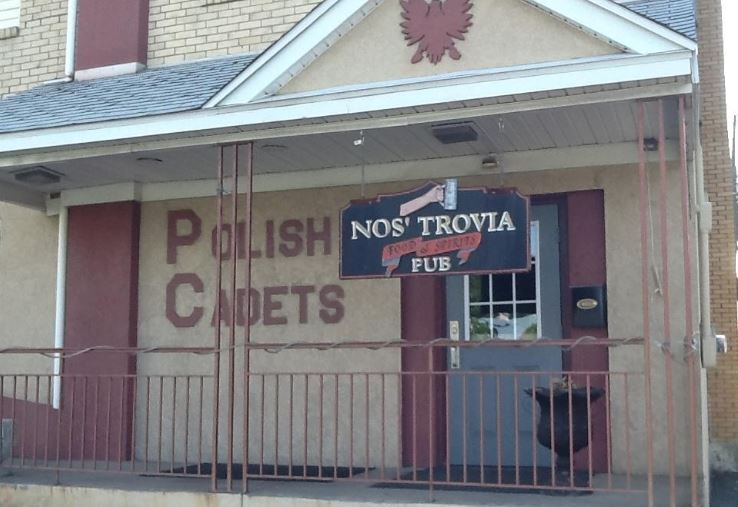 POLISH
CADETS
NOS' TROVIA
FOOD & SPIRITS
PUB